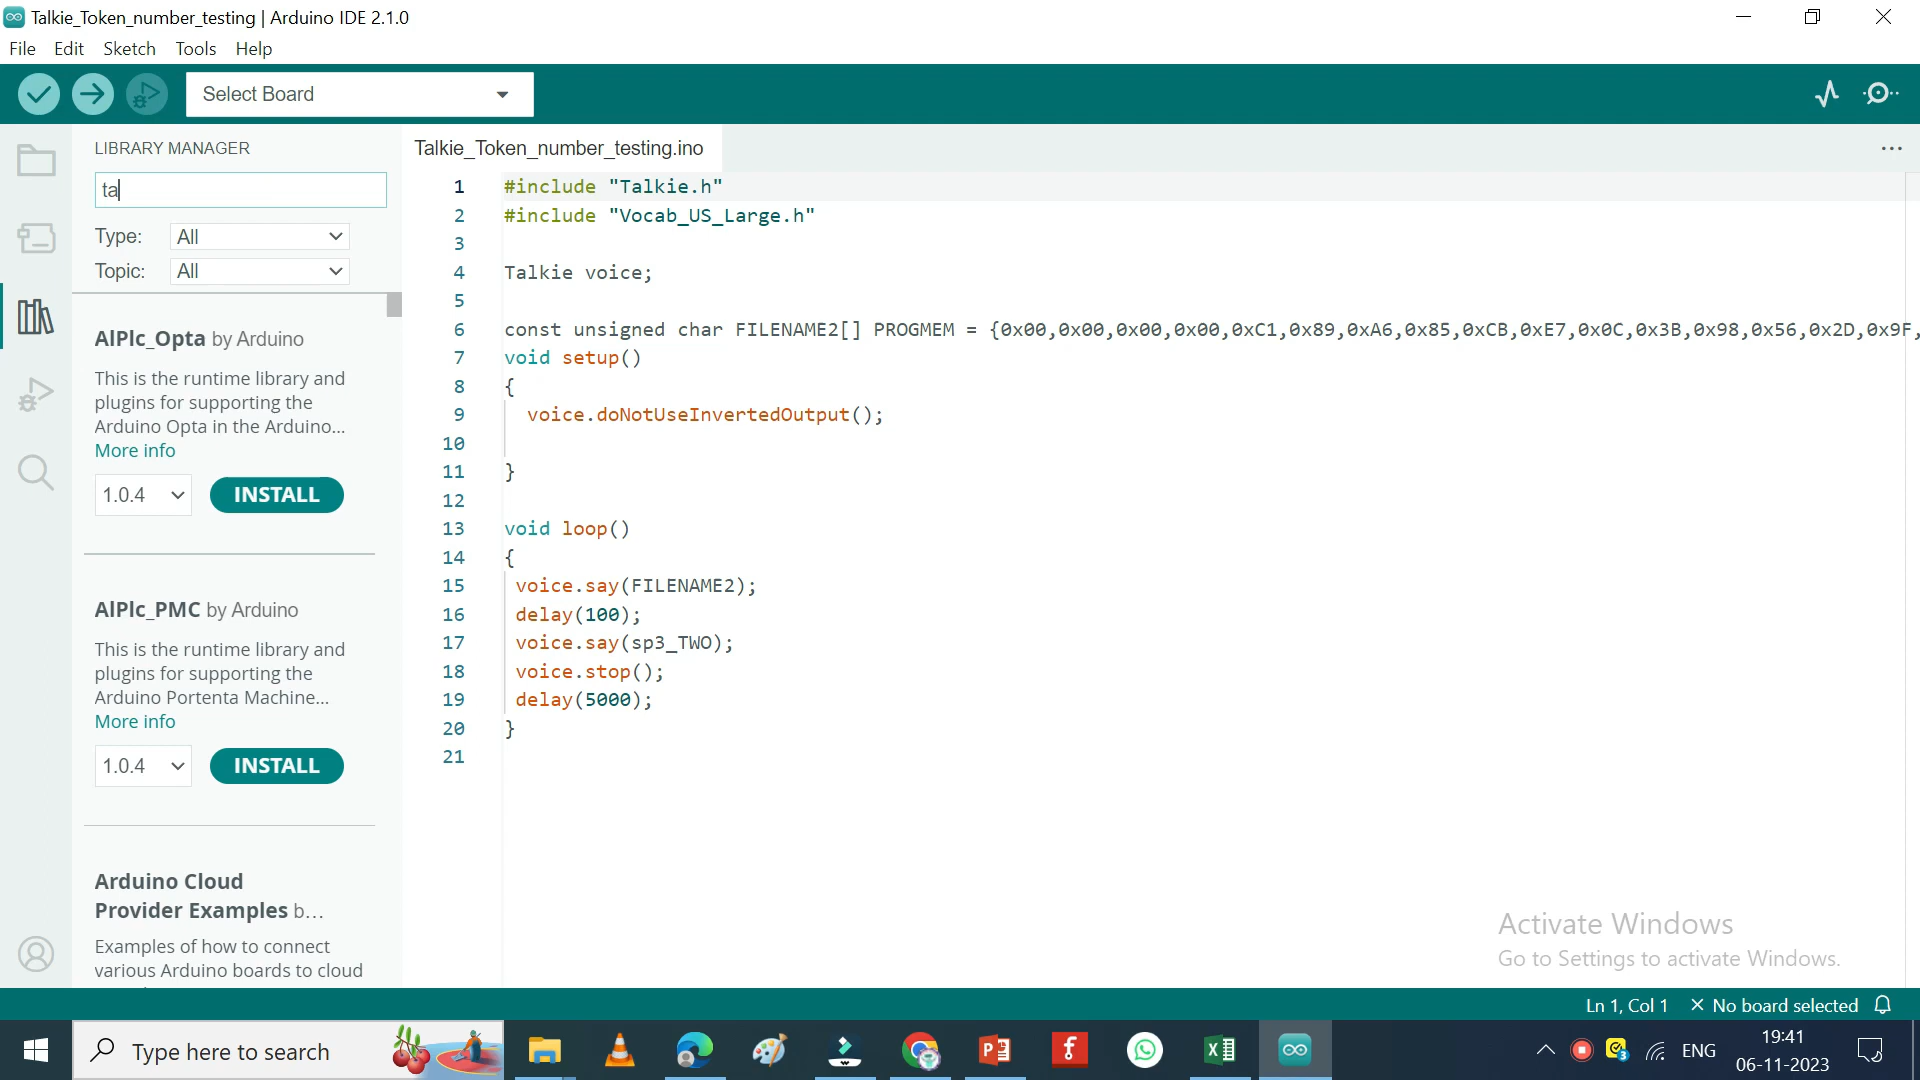 Talkie_Token_number_testing | Arduino IDE 2.1.0
File Edit Sketch Tools Help
Select Board
LIBRARY MANAGER
ta
Type: All
Topic: All
AIPlc_Opta by Arduino
This is the runtime library and
plugins for supporting the
Arduino Opta in the Arduino...
More info
1.0.4 INSTALL
AIPlc_PMC by Arduino
This is the runtime library and
plugins for supporting the
Arduino Portenta Machine...
More info
1.0.4 INSTALL
Arduino Cloud
Provider Examples b...
Examples of how to connect
various Arduino boards to cloud
Talkie_Token_number_testing.ino
1 #include "Talkie.h"
2 #include "Vocab_US_Large.h"
3
4 Talkie voice;
5
6 const unsigned char FILENAME2[] PROGMEM = {0x00,0x00,0x00,0x00,0xC1,0x89,0xA6,0x85,0xCB,0xE7,0x0C,0x3B,0x98,0x56,0x2D,0x9F,
7 void setup()
8 {
9 voice.doNotUseInvertedOutput();
10
11 }
12
13 void loop()
14 {
15 voice.say(FILENAME2);
16 delay(100);
17 voice.say(sp3_TWO);
18 voice.stop();
19 delay(5000);
20 }
21
Activate Windows
Go to Settings to activate Windows.
Ln 1, Col 1 × No board selected
Type here to search
ENG
19:41
06-11-2023